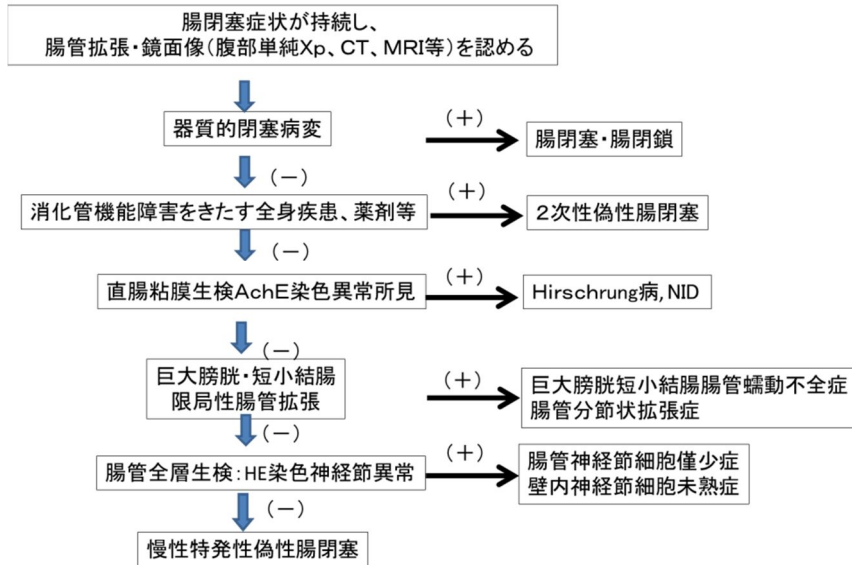 腸閉塞症状が持続し、
腸管拡張・鏡面像(腹部単純Xp、CT、MRI等)を認める
器質的閉塞病変
(+)
腸閉塞・腸閉鎖
(−)
消化管機能障害をきたす全身疾患、薬剤等
(+)
2次性偽性腸閉塞
(−)
直腸粘膜生検AchE染色異常所見
(+)
Hirschrung病,NID
(−)
巨大膀胱・短小結腸
限局性腸管拡張
(+)
巨大膀胱短小結腸腸管蠕動不全症
腸管分節状拡張症
(−)
腸管全層生検:HE染色神経節異常
(+)
腸管神経節細胞僅少症
壁内神経節細胞未熟症
(−)
慢性特発性偽性腸閉塞